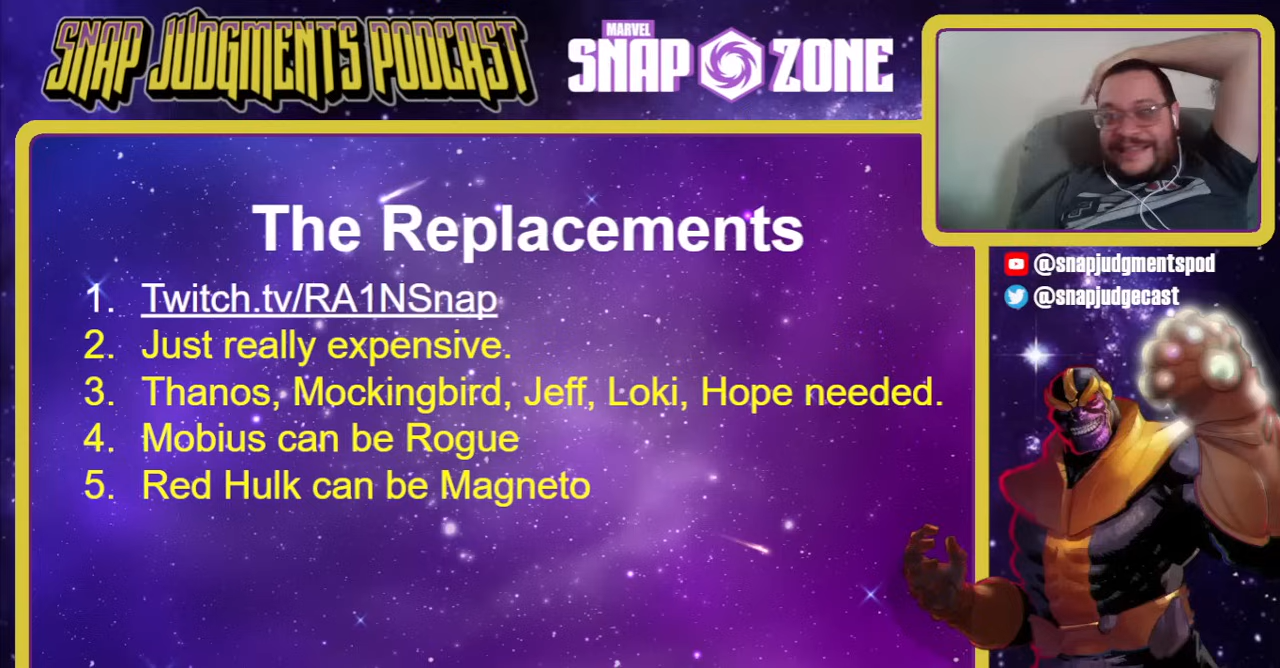 SNAP JUDGMENTS PODCAST
MARVEL
SNAP ZONE
The Replacements
1. Twitch.tv/RA1NSnap
2. Just really expensive.
3. Thanos, Mockingbird, Jeff, Loki, Hope needed.
4. Mobius can be Rogue
5. Red Hulk can be Magneto
@snapjudgmentspod
@snapjudgecast